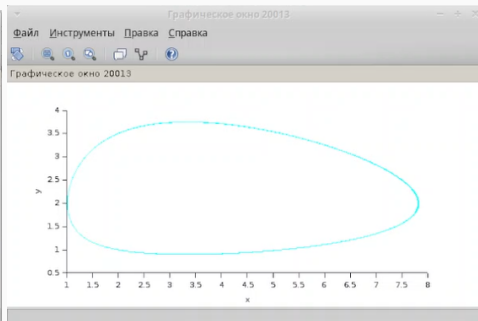 Графическое окно 20013
Файл Инструменты Правка Справка
Графическое окно 20013
4
3.5
3
2.5
y
2
1.5
1
0.5
1 1.5 2 2.5 3 3.5 4 4.5 5 5.5 6 6.5 7 7.5 8
x